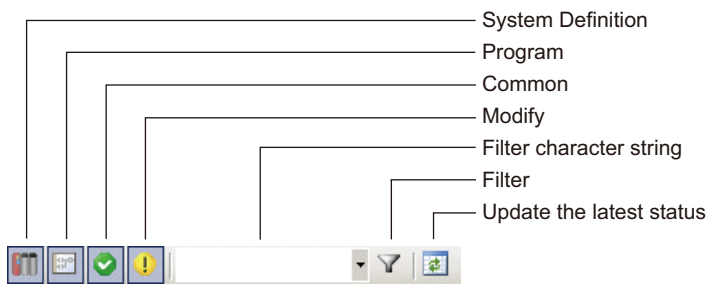 System Definition
Program
Common
Modify
Filter character string
Filter
Update the latest status